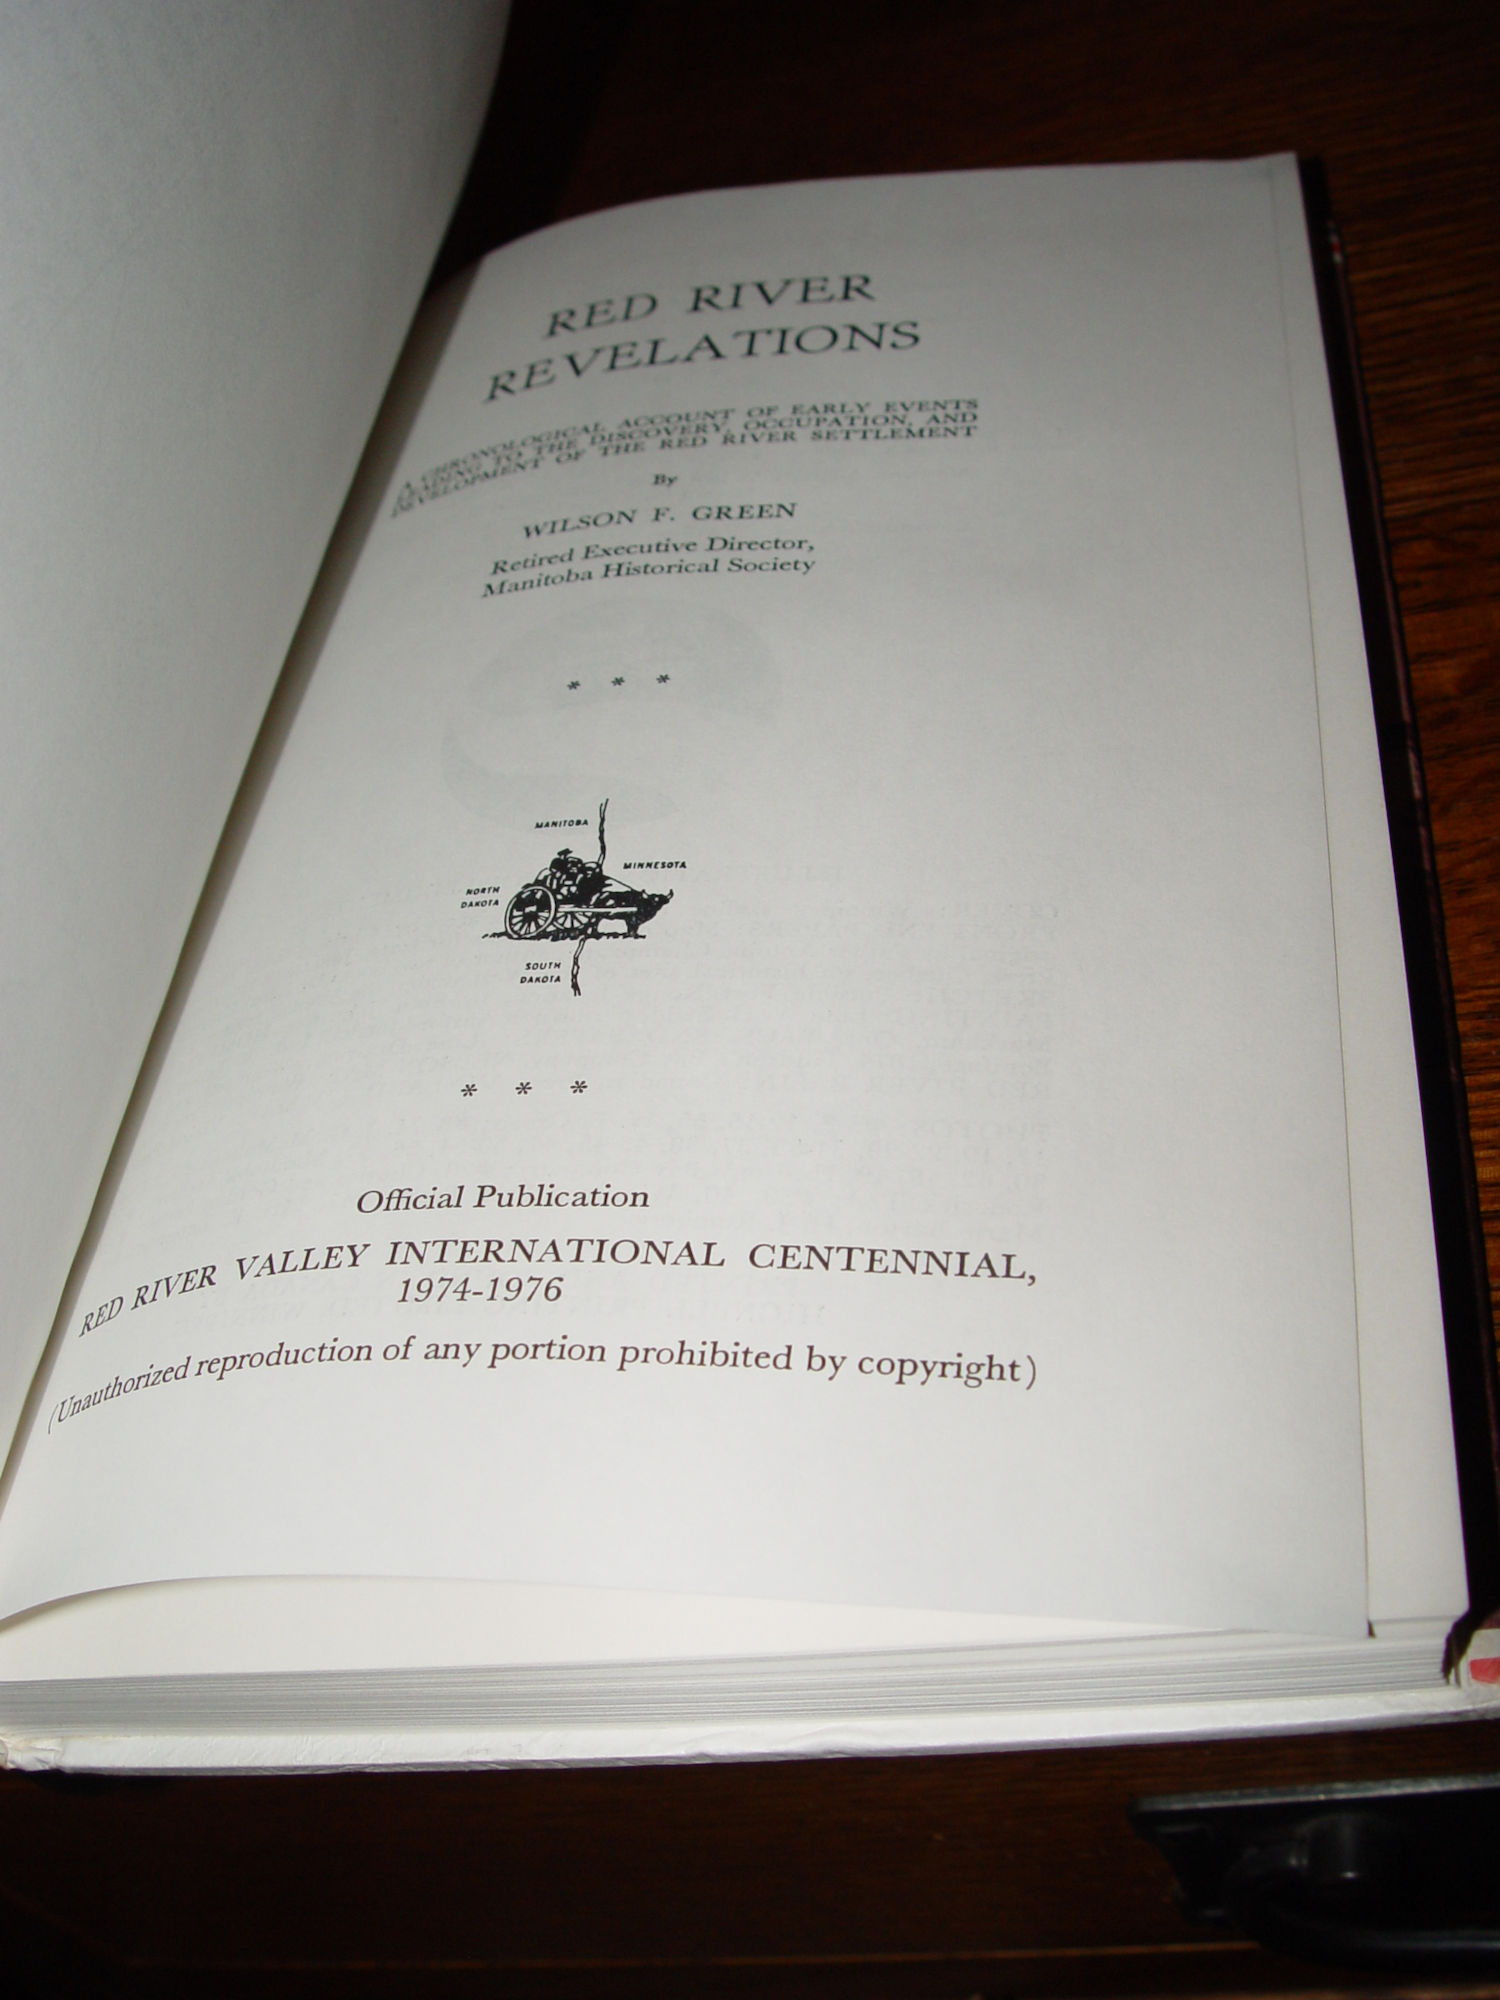 RED RIVER
REVELATIONS
A CHRONOLOGICAL ACCOUNT OF EARLY EVENTS
LEADING TO THE DISCOVERY, OCCUPATION, AND
DEVELOPMENT OF THE RED RIVER SETTLEMENT
By
WILSON F. GREEN
Retired Executive Director,
Manitoba Historical Society
* * *
MANITOBA
MINNESOTA
NORTH
DAKOTA
SOUTH
DAKOTA
* * *
Official Publication
RED RIVER VALLEY INTERNATIONAL CENTENNIAL,
1974-1976
(Unauthorized reproduction of any portion prohibited by copyright)